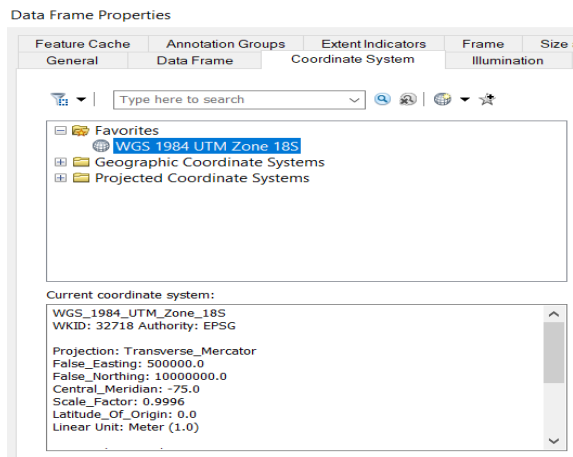 Data Frame Properties
Feature Cache Annotation Groups Extent Indicators Frame Size
General Data Frame Coordinate System Illumination
Type here to search
Favorites
WGS 1984 UTM Zone 18S
Geographic Coordinate Systems
Projected Coordinate Systems
Current coordinate system:
WGS_1984_UTM_Zone_18S
WKID: 32718 Authority: EPSG
Projection: Transverse_Mercator
False_Easting: 500000.0
False_Northing: 10000000.0
Central_Meridian: -75.0
Scale_Factor: 0.9996
Latitude_Of_Origin: 0.0
Linear Unit: Meter (1.0)